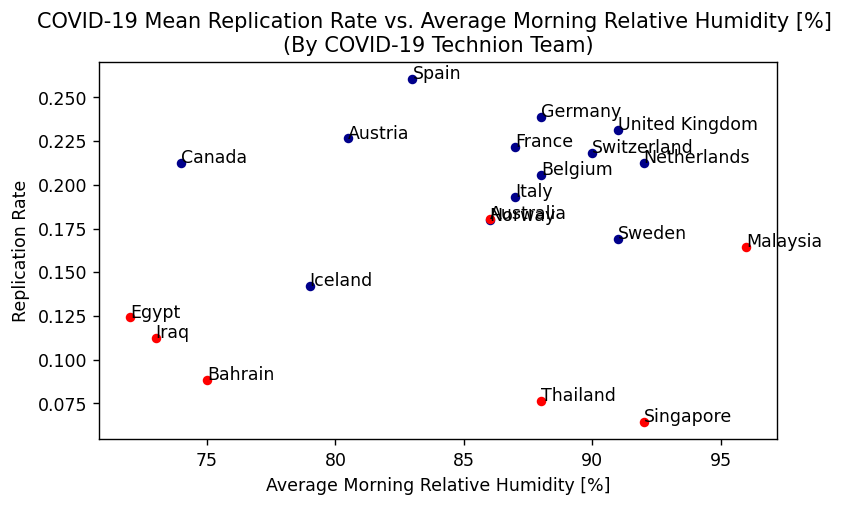 COVID-19 Mean Replication Rate vs. Average Morning Relative Humidity [%]
(By COVID-19 Technion Team)
Replication Rate
0.250
0.225
0.200
0.175
0.150
0.125
0.100
0.075
Spain
Germany
United Kingdom
Austria
France
Switzerland
Canada
Netherlands
Belgium
Italy
Australia
Norway
Sweden
Malaysia
Iceland
Egypt
Iraq
Bahrain
Thailand
Singapore
75
80
85
90
95
Average Morning Relative Humidity [%]